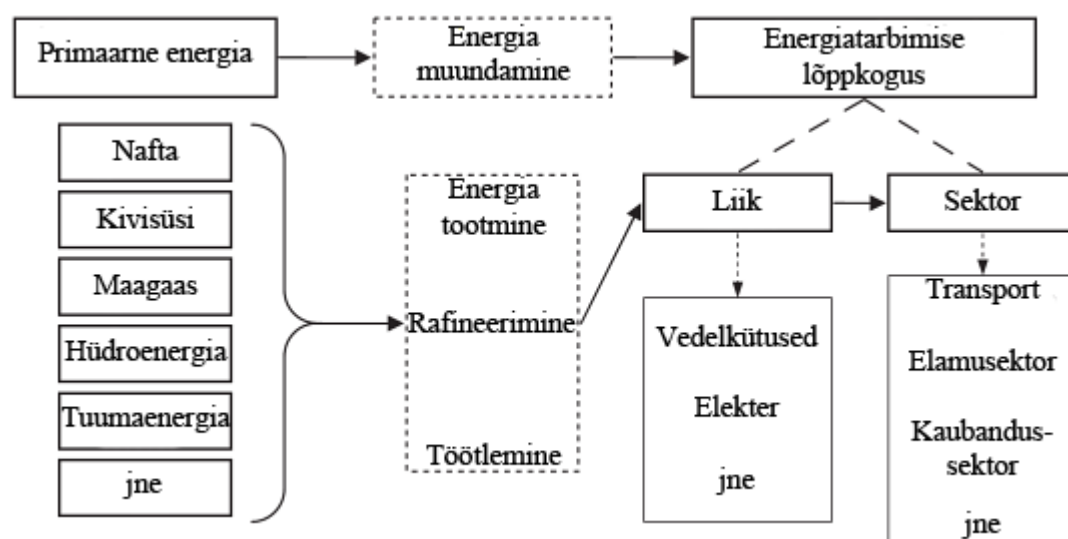 Primaarne energia
Energia
muundamine
Energiatarbimise
lõppkogus
Nafta
Kivisüsi
Maagaas
Hüdroenergia
Tuumaenergia
jne
Energia
tootmine
Rafineerimine
Töötlemine
Liik
Sektor
Vedelkütused
Elekter
jne
Transport
Elamusektor
Kaubandus-
sektor
jne